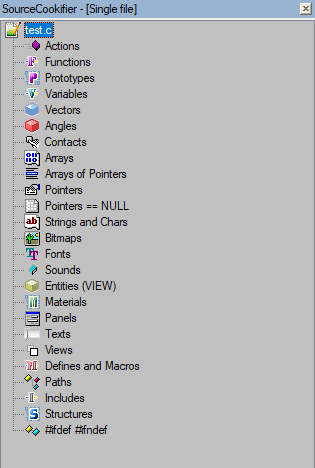 SourceCookifier - [Single file]
test.c
Actions
Functions
Prototypes
Variables
Vectors
Angles
Contacts
Arrays
Arrays of Pointers
Pointers
Pointers == NULL
Strings and Chars
Bitmaps
Fonts
Sounds
Entities (VIEW)
Materials
Panels
Texts
Views
Defines and Macros
Paths
Includes
Structures
#ifdef #ifndef